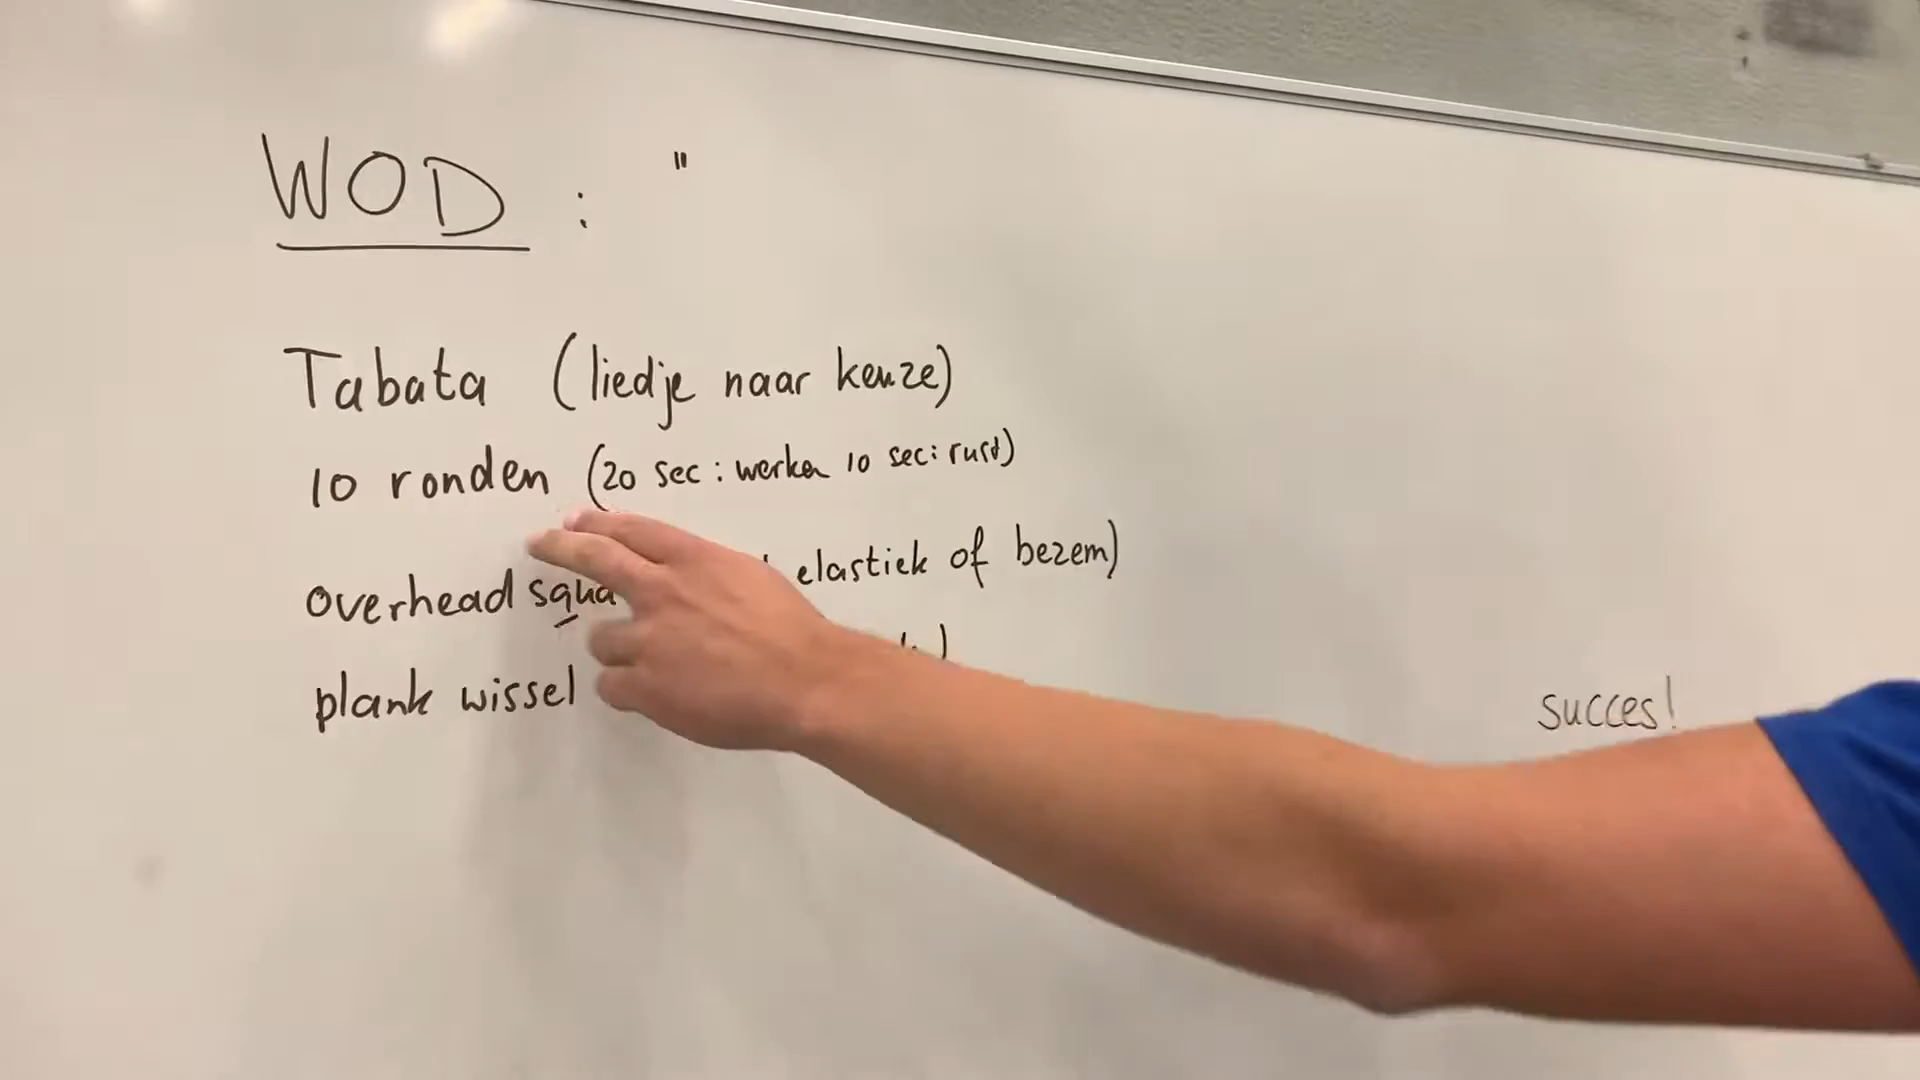 WOD : "
Tabata (liedje naar keuze)
10 ronden (20 sec : werken 10 sec : rust)
overhead elastiek of bezem)
plank wissel
succes!